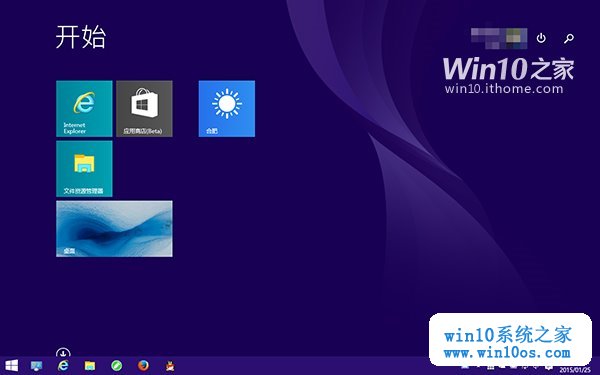 开始
Win10之家
win10.ithome.com
Internet
Explorer
应用商店(Beta)
合肥
文件资源管理器
桌面
win10系统之家
www.win10os.com
2015/01/25